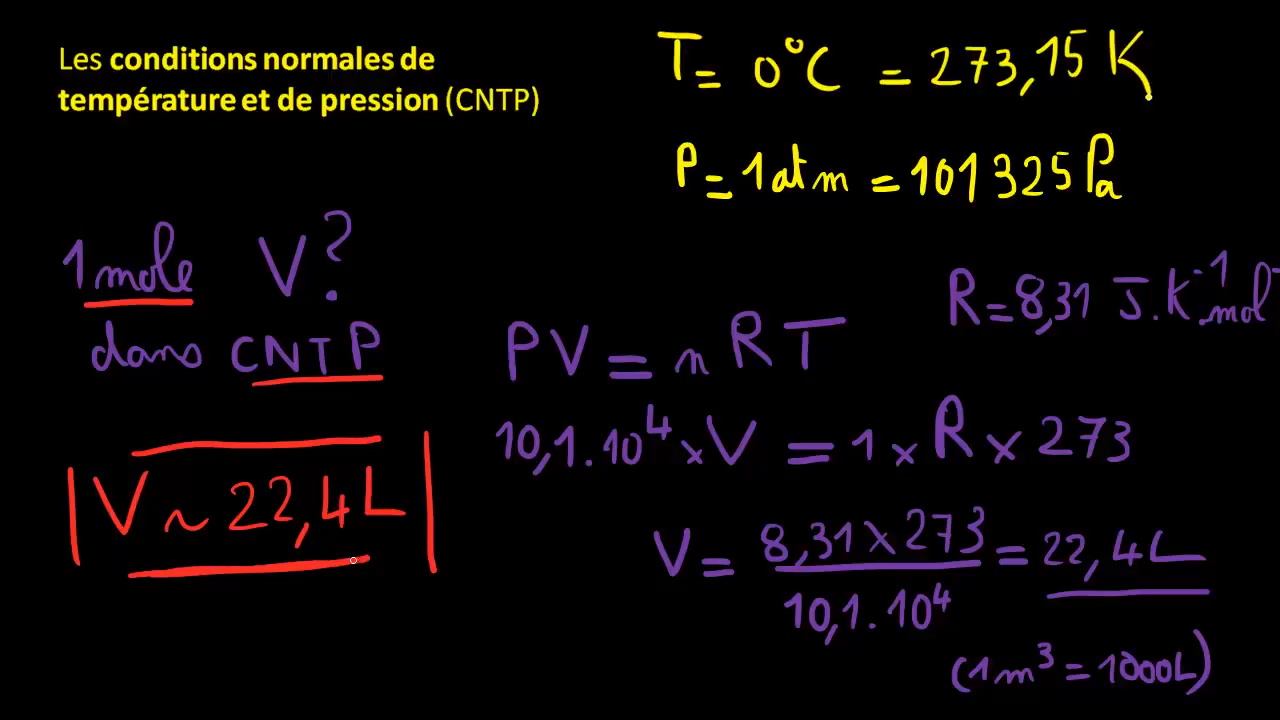 Les conditions normales de
température et de pression (CNTP)
T = 0°C = 273,15 K
P = 1 atm = 101 325 Pa
1 mole V?
dans CNTP
V ~ 22,4 L
R = 8,31 J.K⁻¹.mol⁻
PV = n R T
10,1.10⁴ × V = 1 × R × 273
V = 8,31 × 273 / 10,1.10⁴ = 22,4 L
(1 m³ = 1000L)